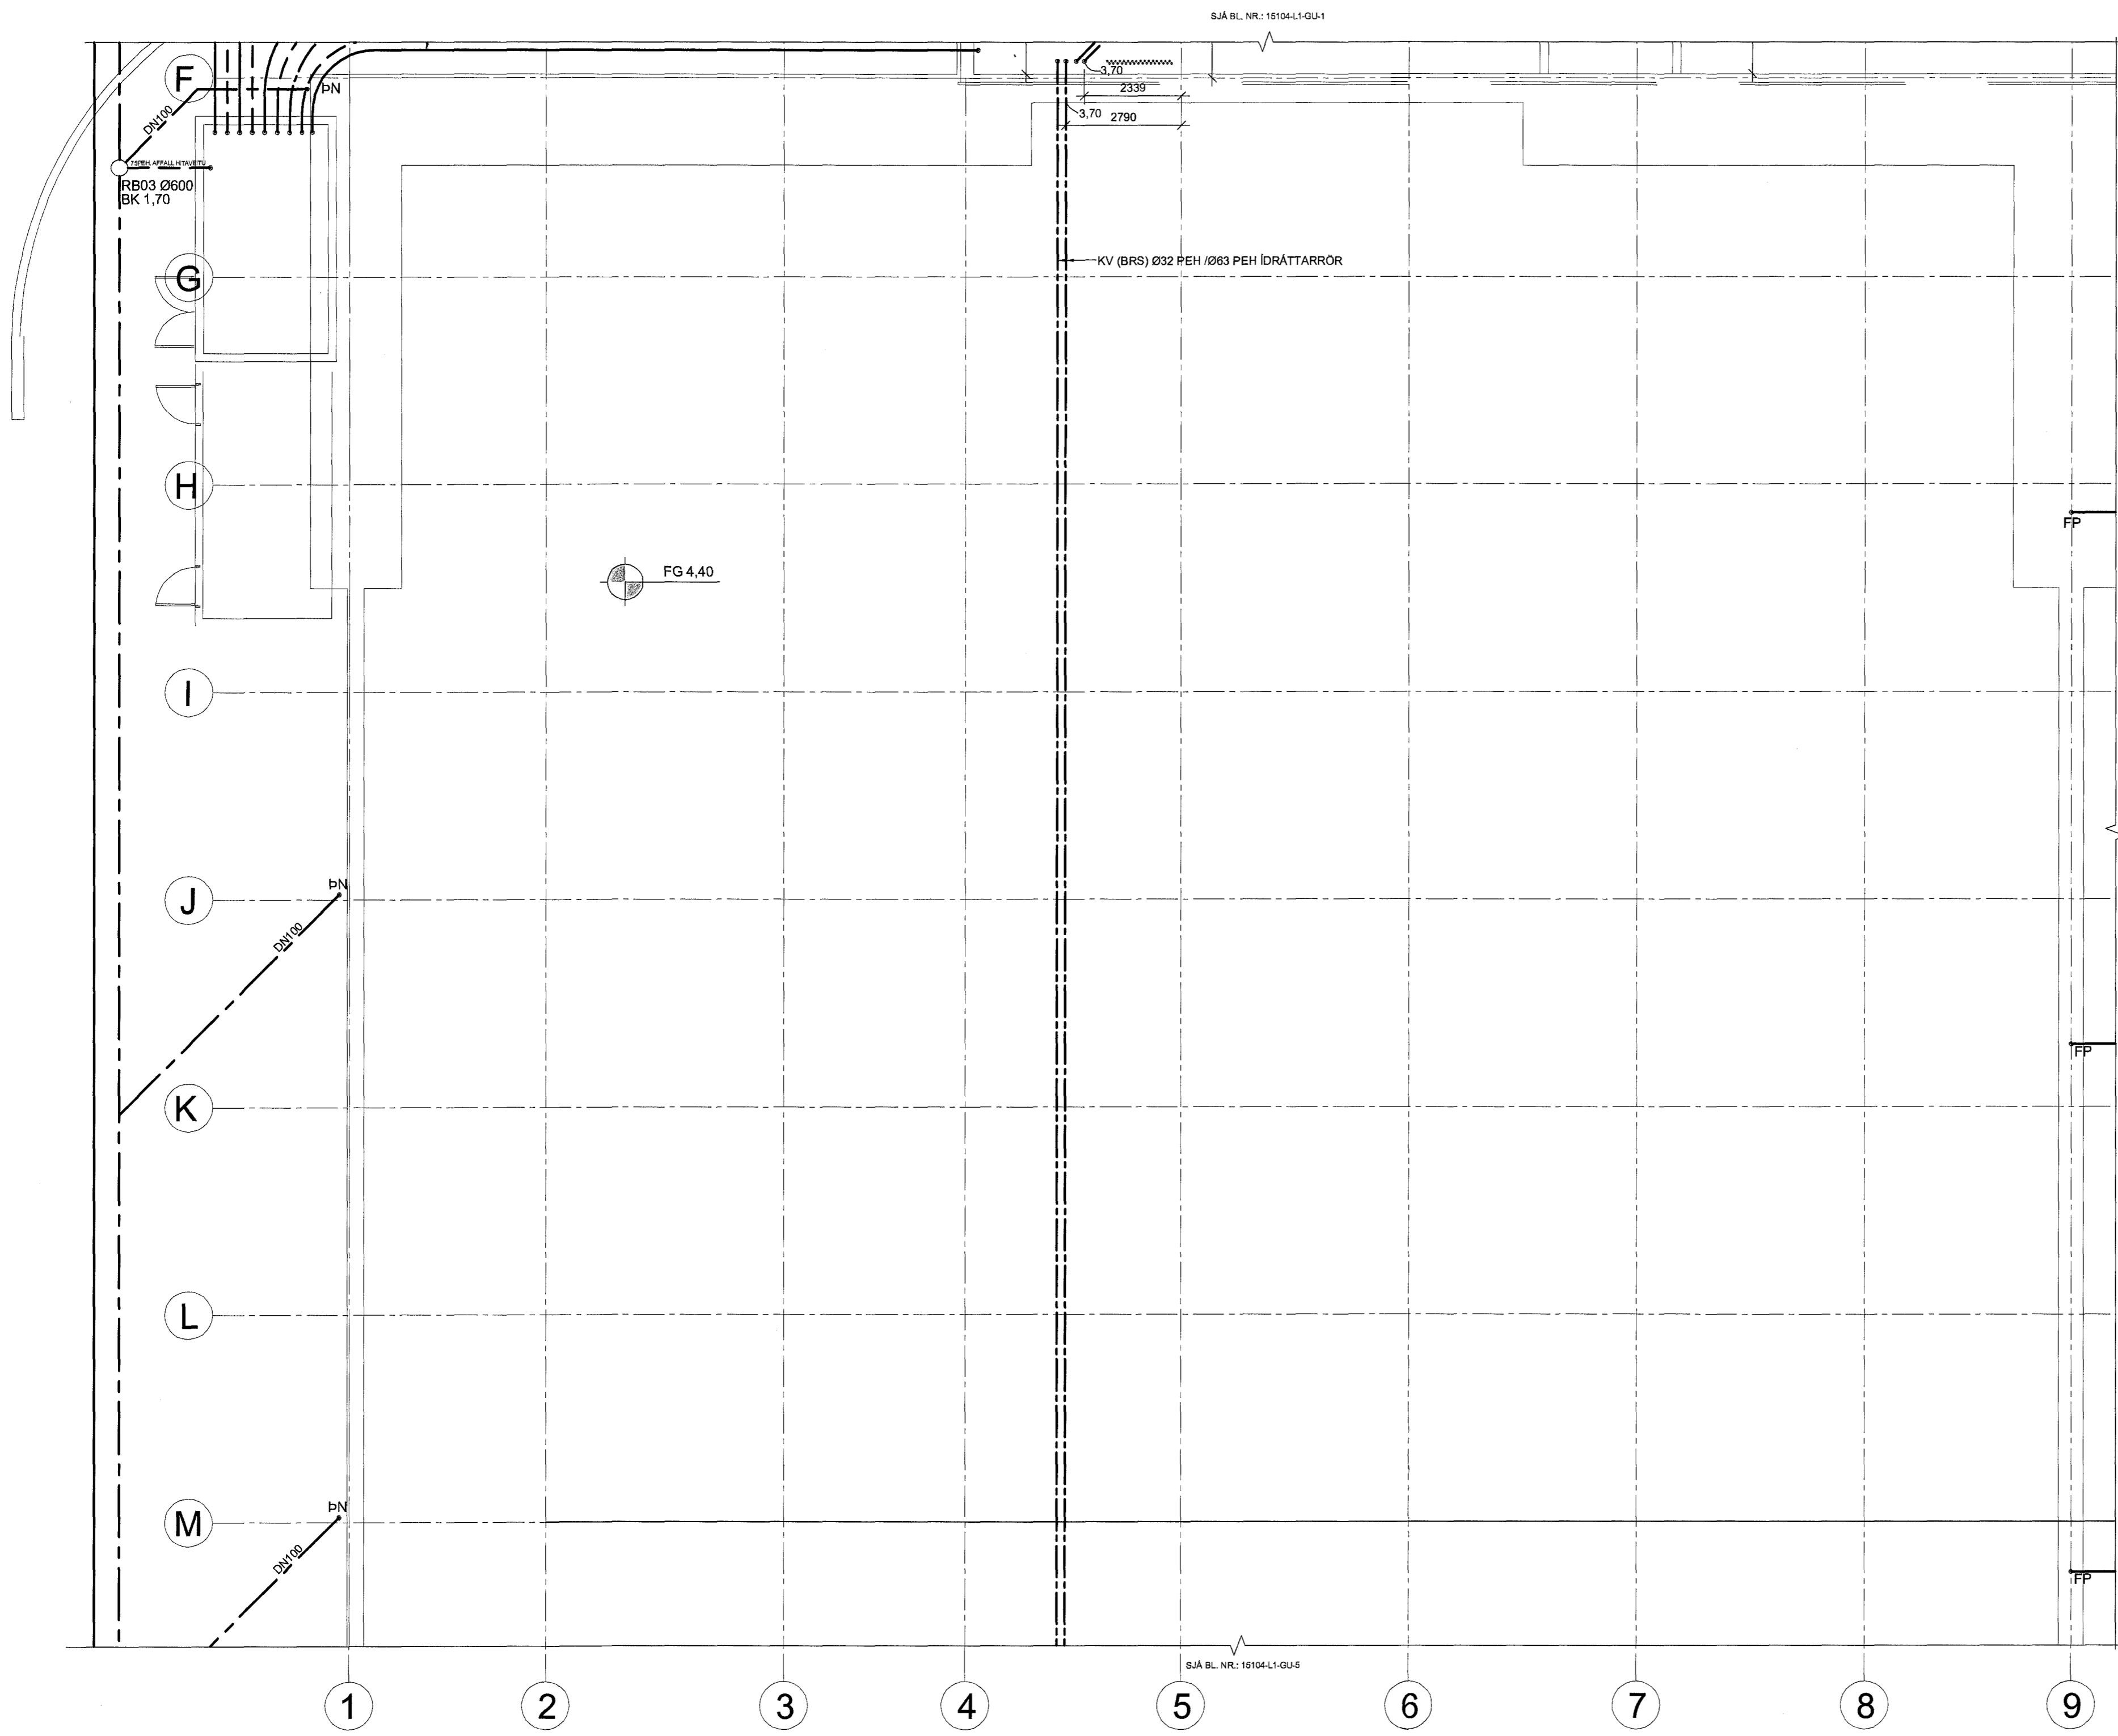 SJÁ BL. NR.: 15104-L1-GU-1
F
3,70
ÞN
2339
3,70
2790
DN100
75PEH, AFFALL HITAVEITU
RB03 Ø600
BK 1,70
KV (BRS) Ø32 PEH /Ø63 PEH ÍDRÁTTARRÖR
G
H
FP
FG 4,40
I
ÞN
J
DN100
FP
K
L
ÞN
M
DN100
FP
SJÁ BL. NR.: 15104-L1-GU-5
1
2
3
4
5
6
7
8
9